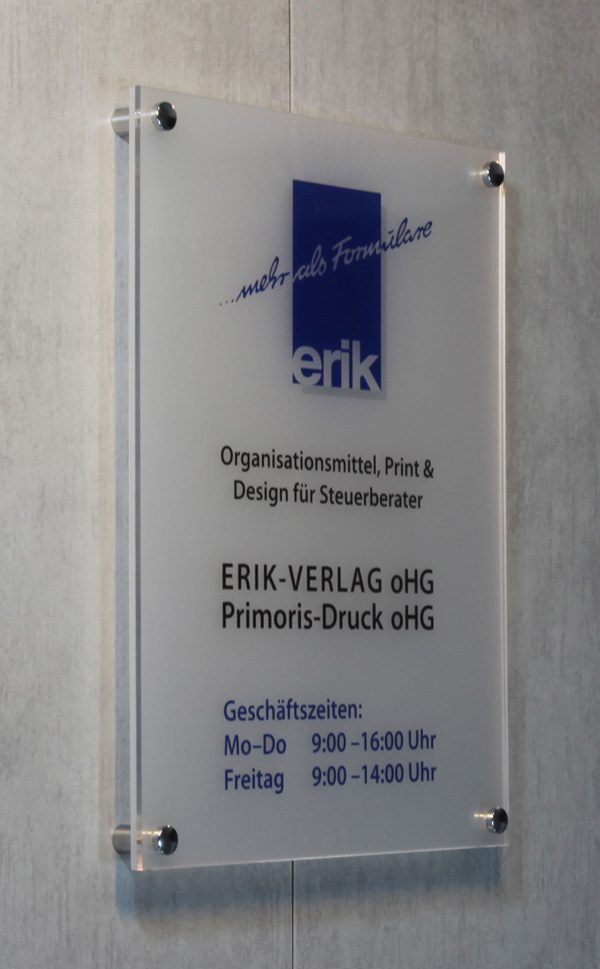 ...mehr als Formulare
erik
Organisationsmittel, Print &
Design für Steuerberater
ERIK-VERLAG oHG
Primoris-Druck oHG
Geschäftszeiten:
Mo–Do 9:00 –16:00 Uhr
Freitag 9:00 –14:00 Uhr